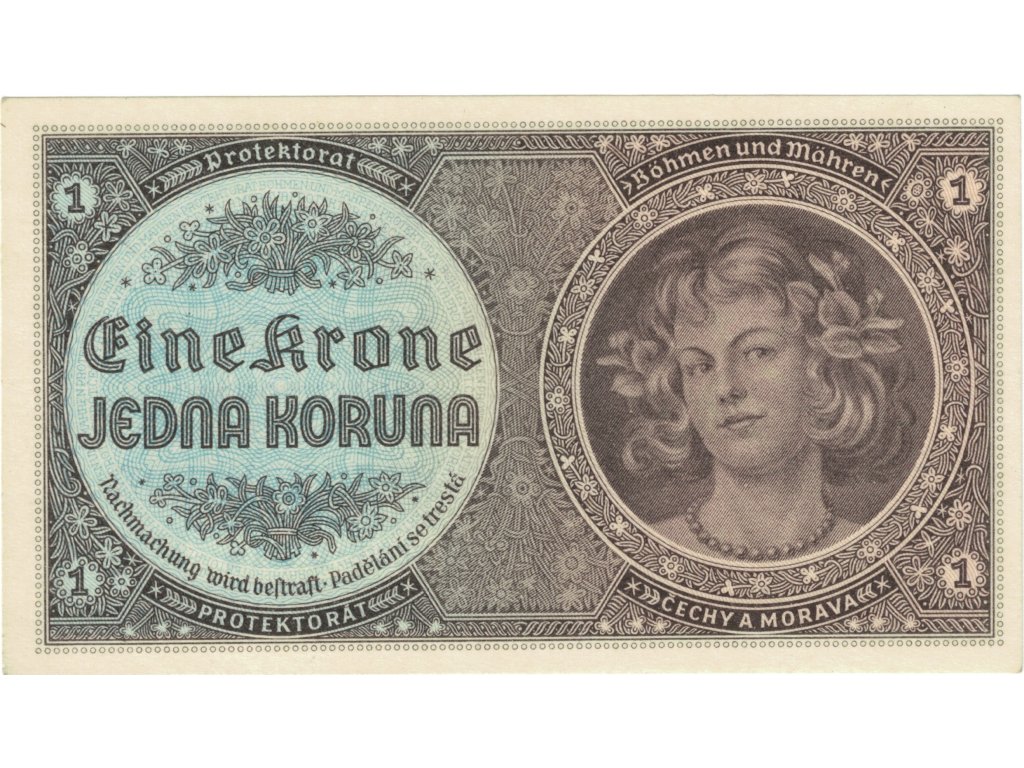 Protektorat
Böhmen und Mähren
1
1
Eine Krone
JEDNA KORUNA
Nachmachung wird bestraft · Padělání se trestá
1
1
PROTEKTORÁT
ČECHY A MORAVA